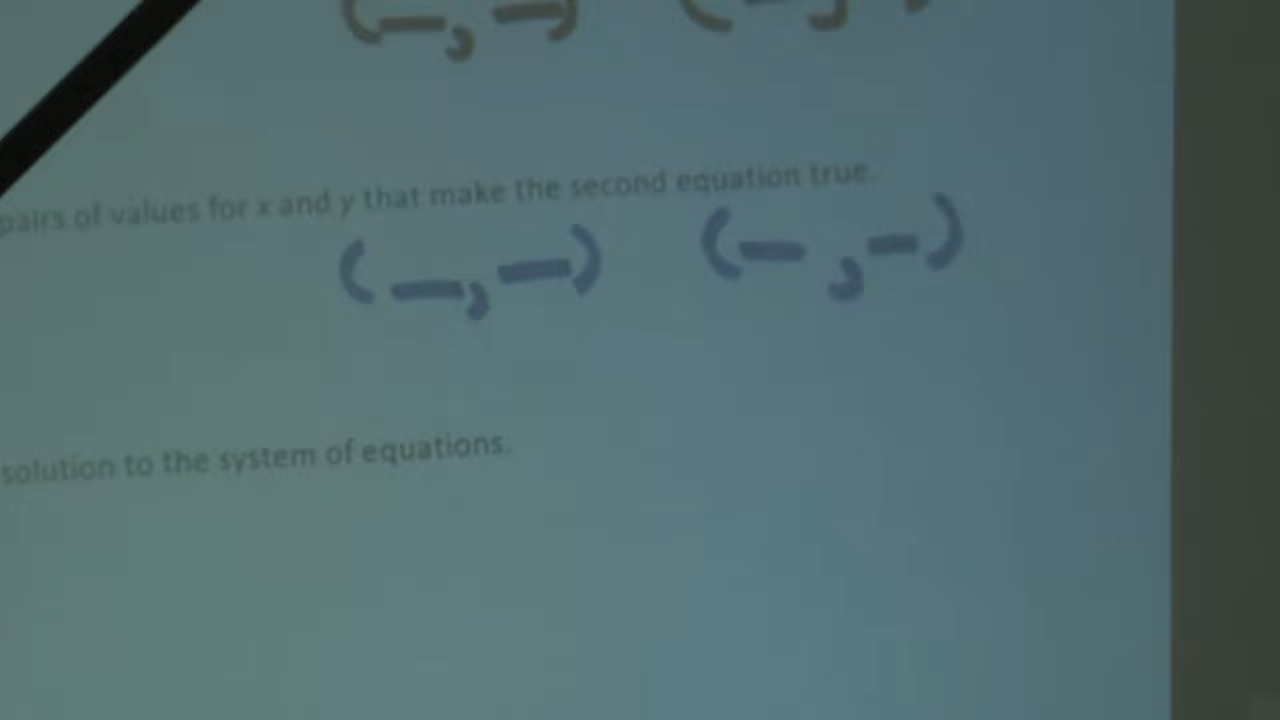 (_, _) (
pairs of values for x and y that make the second equation true.
(_, _) (_, _)
solution to the system of equations.